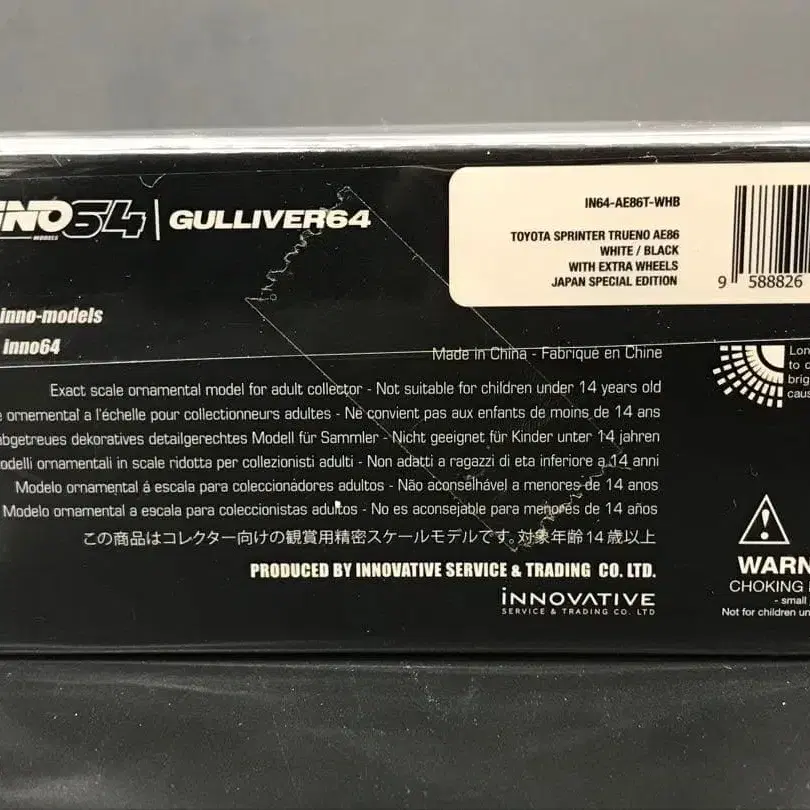 INNO64 MODELS | GULLIVER64
IN64-AE86T-WHB
TOYOTA SPRINTER TRUENO AE86
WHITE / BLACK
WITH EXTRA WHEELS
JAPAN SPECIAL EDITION
9 588826
inno-models
inno64
Made in China - Fabriqué en Chine
Exact scale ornamental model for adult collector - Not suitable for children under 14 years old
ornemental a l'échelle pour collectionneurs adultes - Ne convient pas aux enfants de moins de 14 ans
detailgerechtes Modell für Sammler - Nicht geeignet für Kinder unter 14 jahren
ornamentali in scale ridotta per collezionisti adulti - Non adatti a ragazzi di eta inferiore a 14 anni
Modelo ornamental á escala para coleccionádores adultos - Não aconselhável a menores de 14 anos
Modelo ornamental a escala para coleccionistas adultos - No es aconsejable para menores de 14 años
この商品はコレクター向けの観賞用精密スケールモデルです。対象年齢14歳以上
PRODUCED BY INNOVATIVE SERVICE & TRADING CO. LTD.
INNOVATIVE
SERVICE & TRADING CO. LTD
WARN
CHOKING
- small
Not for children un